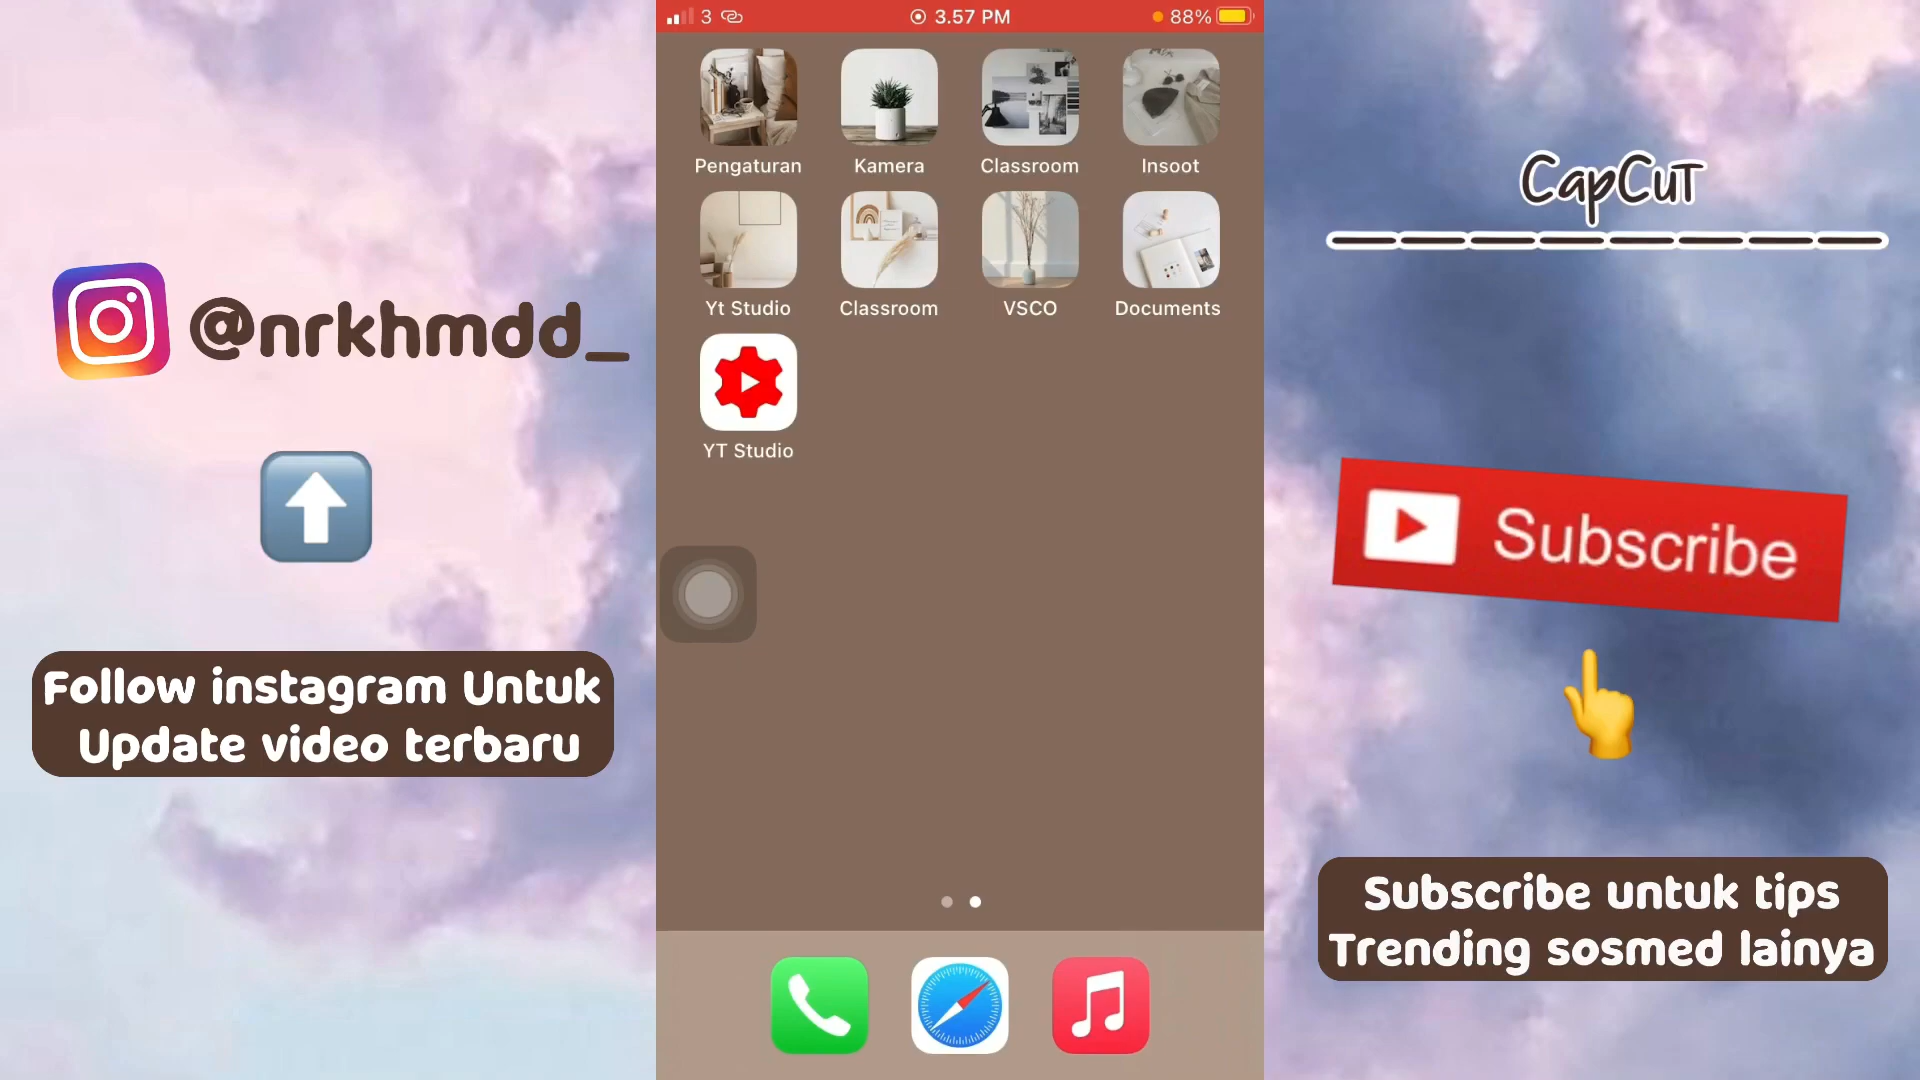 3 3.57 PM 88%
Pengaturan Kamera Classroom Insoot
Yt Studio Classroom VSCO Documents
YT Studio
@nrkhmdd_
Follow instagram Untuk
Update video terbaru
CapCuT
Subscribe
Subscribe untuk tips
Trending sosmed lainya